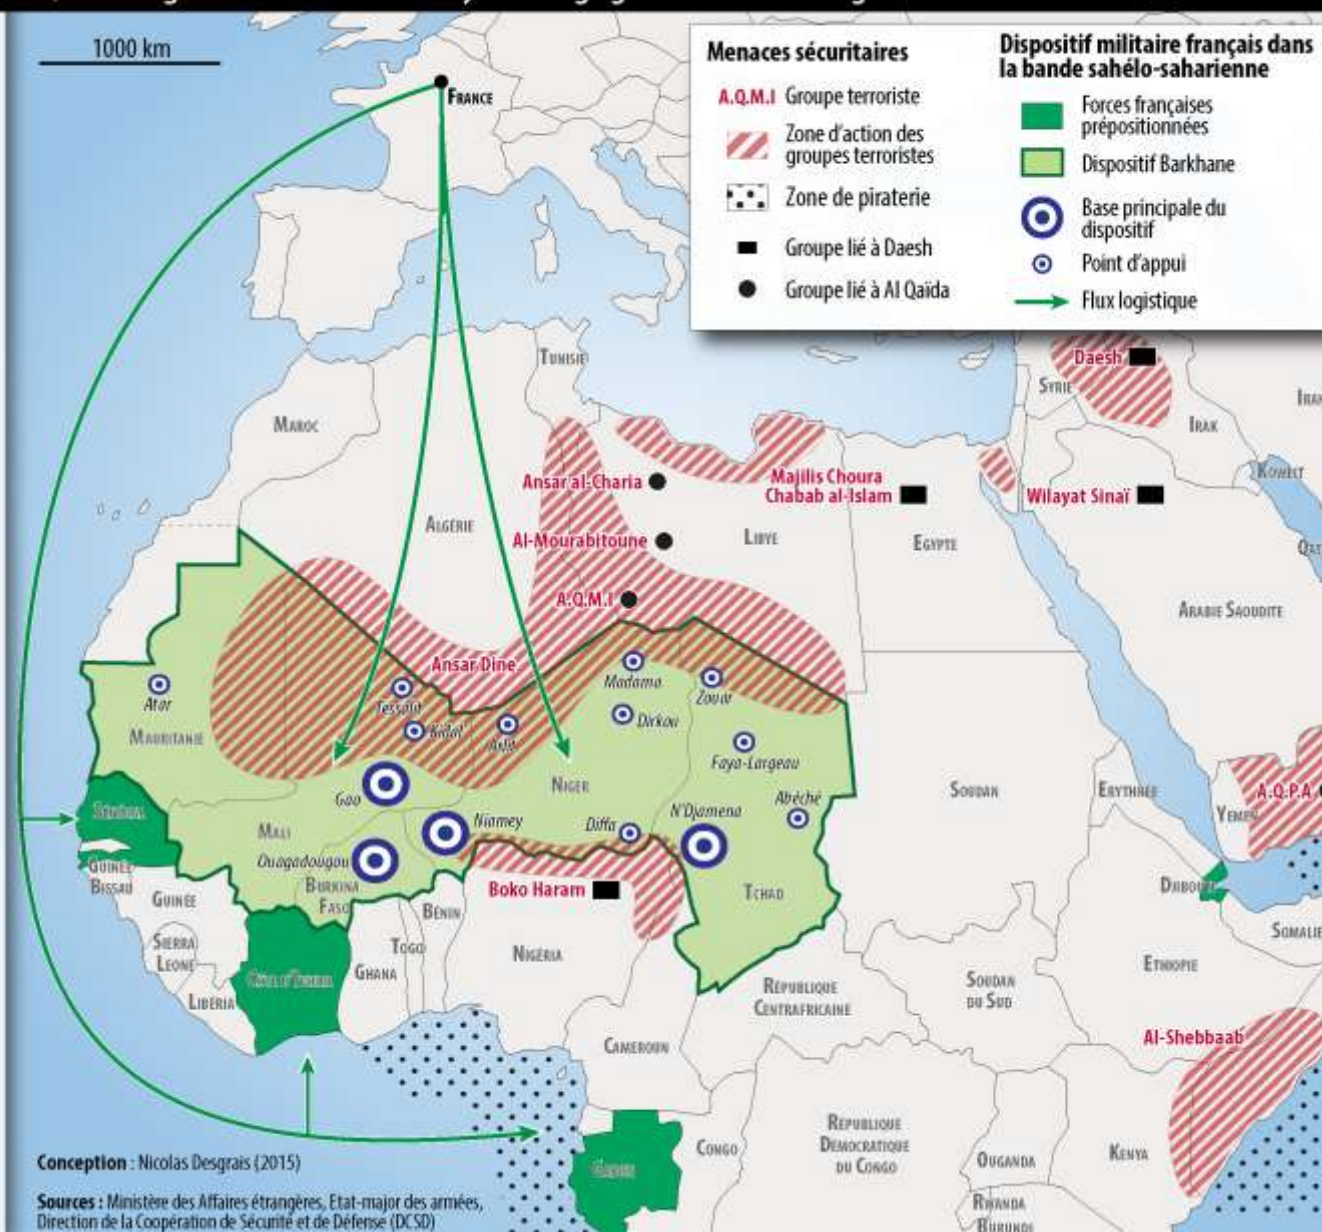 1000 km
FRANCE
Menaces sécuritaires
A.Q.M.I Groupe terroriste
Zone d'action des
groupes terroristes
Zone de piraterie
Groupe lié à Daesh
Groupe lié à Al Qaïda
Dispositif militaire français dans
la bande sahélo-saharienne
Forces françaises
prépositionnées
Dispositif Barkhane
Base principale du
dispositif
Point d'appui
Flux logistique
TUNISIE
MAROC
Daesh
SYRIE
IRAK
KOWEÏT
Ansar al-Charia
Majilis Choura
Chabab al-Islam
Wilayat Sinaï
ALGÉRIE
Al-Mourabitoune
LIBYE
EGYPTE
A.Q.M.I
ARABIE SAOUDITE
Ansar Dine
Madama
Zouar
Atar
Tessalit
Kidal
Arlit
Dirkou
MAURITANIE
Faya-Largeau
Gao
NIGER
SOUDAN
ERYTHRÉE
YEMEN
A.Q.P.A
SÉNÉGAL
MALI
Niamey
Diffa
N'Djamena
Abéché
Ouagadougou
GUINÉE
BISSAU
GUINÉE
BURKINA
FASO
BÉNIN
Boko Haram
TCHAD
DJIBOUTI
SOMALIE
SIERRA
LEONE
LIBÉRIA
CÔTE D'IVOIRE
GHANA
TOGO
NIGÉRIA
RÉPUBLIQUE
CENTRAFRICAINE
SOUDAN
DU SUD
ETHIOPIE
CAMEROUN
Al-Shebbaab
GABON
CONGO
RÉPUBLIQUE
DÉMOCRATIQUE
DU CONGO
OUGANDA
KENYA
RWANDA
BURUNDI
Conception : Nicolas Desgrais (2015)
Sources : Ministère des Affaires étrangères, Etat-major des armées,
Direction de la Coopération de Sécurité et de Défense (DCSD)